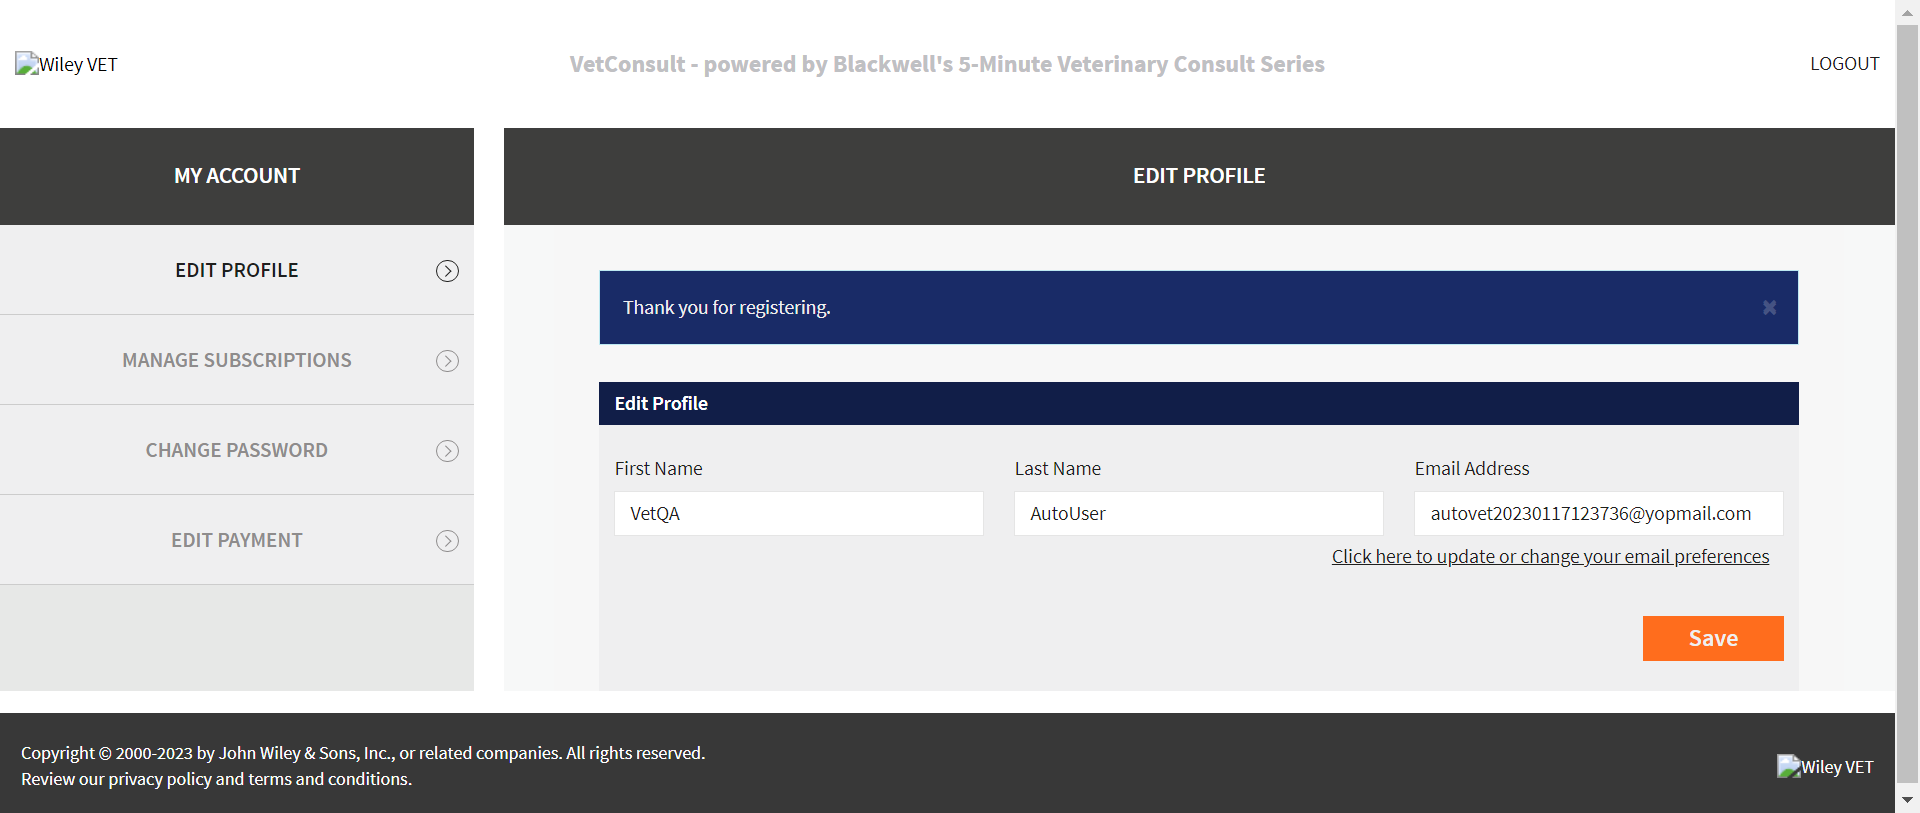 Wiley VET
VetConsult - powered by Blackwell's 5-Minute Veterinary Consult Series
LOGOUT
MY ACCOUNT
EDIT PROFILE
MANAGE SUBSCRIPTIONS
CHANGE PASSWORD
EDIT PAYMENT
EDIT PROFILE
Thank you for registering.
×
Edit Profile
First Name
Last Name
Email Address
VetQA
AutoUser
autovet20230117123736@yopmail.com
Click here to update or change your email preferences
Save
Copyright © 2000-2023 by John Wiley & Sons, Inc., or related companies. All rights reserved.
Review our privacy policy and terms and conditions.
Wiley VET